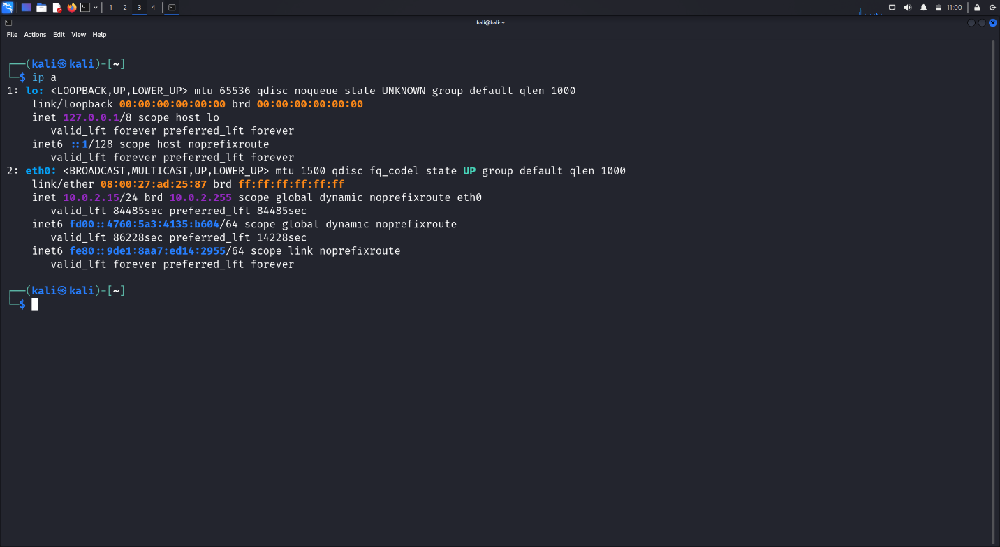 1 2 3 4 11:00
kali@kali: ~
File Actions Edit View Help
┌──(kali㉿kali)-[~]
└─$ ip a
1: lo: <LOOPBACK,UP,LOWER_UP> mtu 65536 qdisc noqueue state UNKNOWN group default qlen 1000
link/loopback 00:00:00:00:00:00 brd 00:00:00:00:00:00
inet 127.0.0.1/8 scope host lo
valid_lft forever preferred_lft forever
inet6 ::1/128 scope host noprefixroute
valid_lft forever preferred_lft forever
2: eth0: <BROADCAST,MULTICAST,UP,LOWER_UP> mtu 1500 qdisc fq_codel state UP group default qlen 1000
link/ether 08:00:27:ad:25:87 brd ff:ff:ff:ff:ff:ff
inet 10.0.2.15/24 brd 10.0.2.255 scope global dynamic noprefixroute eth0
valid_lft 84485sec preferred_lft 84485sec
inet6 fd00::4760:5a3:4135:b604/64 scope global dynamic noprefixroute
valid_lft 86228sec preferred_lft 14228sec
inet6 fe80::9de1:8aa7:ed14:2955/64 scope link noprefixroute
valid_lft forever preferred_lft forever
┌──(kali㉿kali)-[~]
└─$